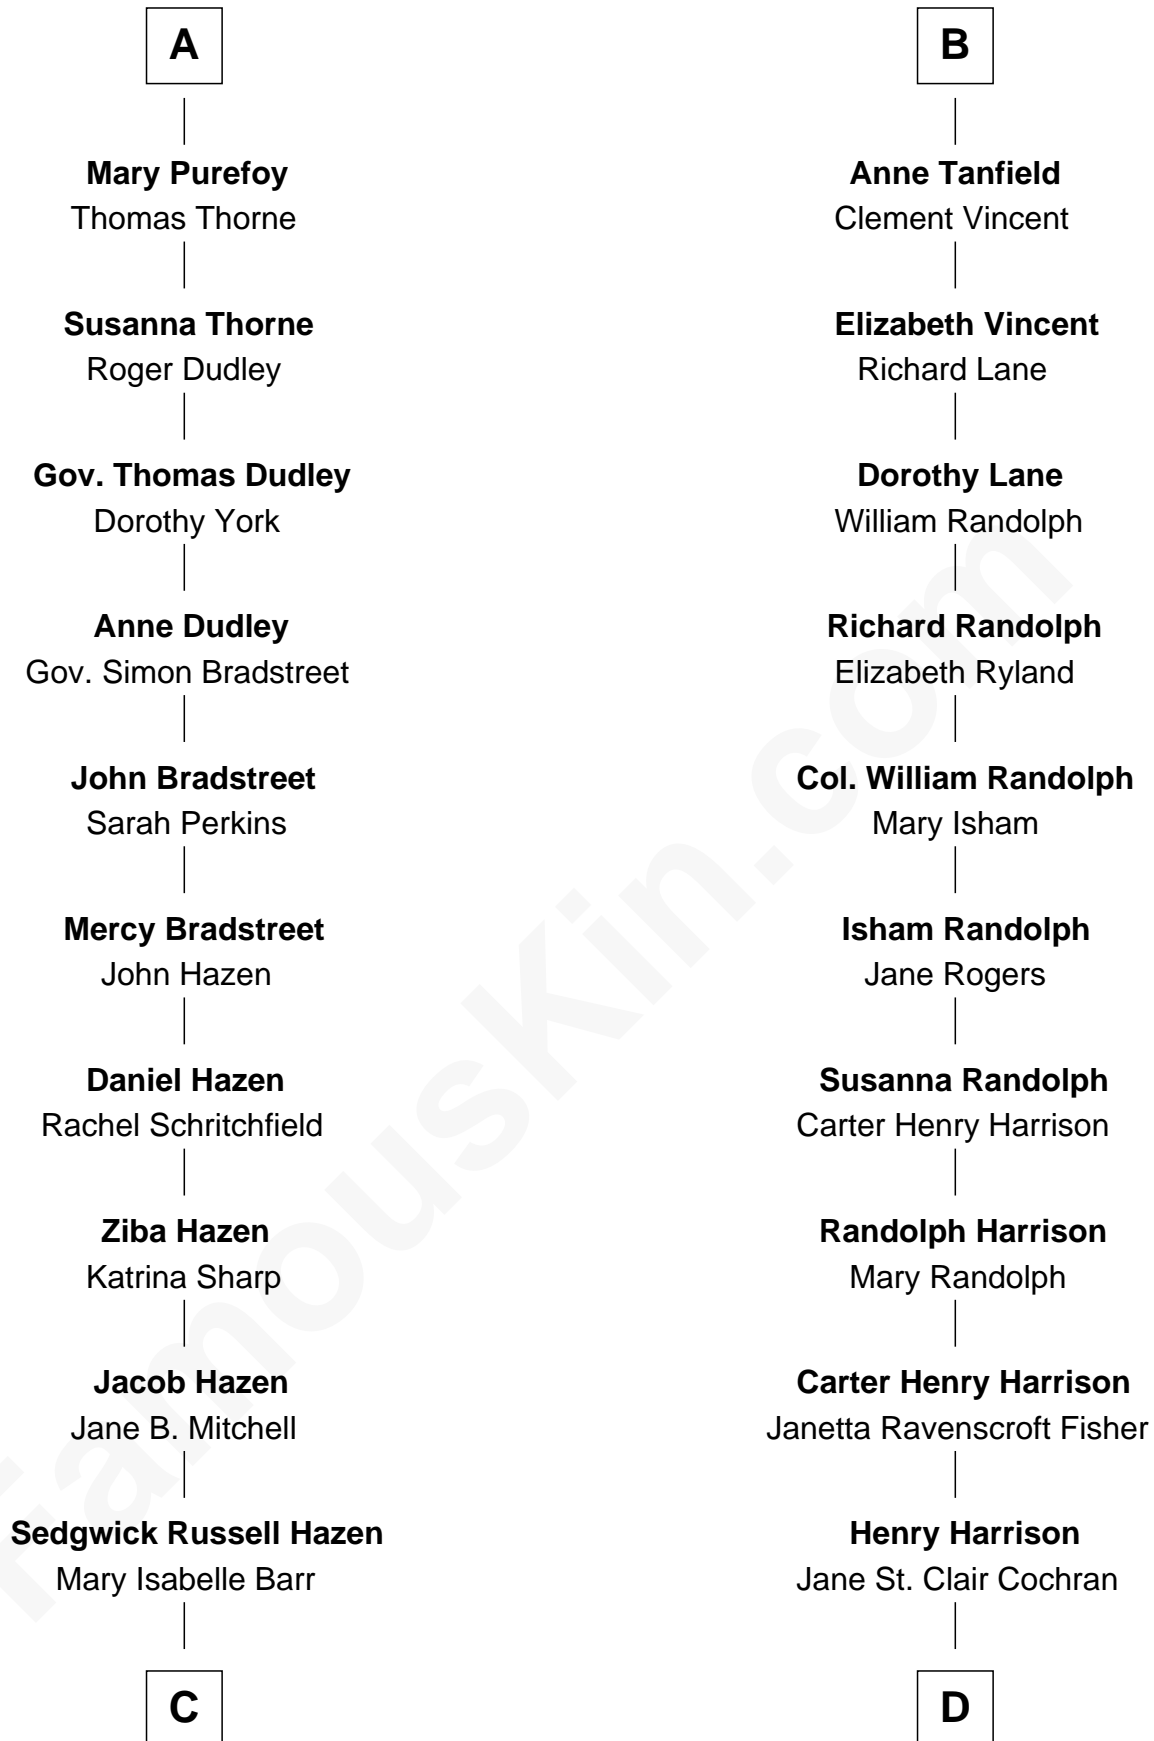 A
Mary Purefoy
Thomas Thorne
Susanna Thorne
Roger Dudley
Gov. Thomas Dudley
Dorothy York
Anne Dudley
Gov. Simon Bradstreet
John Bradstreet
Sarah Perkins
Mercy Bradstreet
John Hazen
Daniel Hazen
Rachel Schritchfield
Ziba Hazen
Katrina Sharp
Jacob Hazen
Jane B. Mitchell
Sedgwick Russell Hazen
Mary Isabelle Barr
C
B
Anne Tanfield
Clement Vincent
Elizabeth Vincent
Richard Lane
Dorothy Lane
William Randolph
Richard Randolph
Elizabeth Ryland
Col. William Randolph
Mary Isham
Isham Randolph
Jane Rogers
Susanna Randolph
Carter Henry Harrison
Randolph Harrison
Mary Randolph
Carter Henry Harrison
Janetta Ravenscroft Fisher
Henry Harrison
Jane St. Clair Cochran
D
FamousKin.com